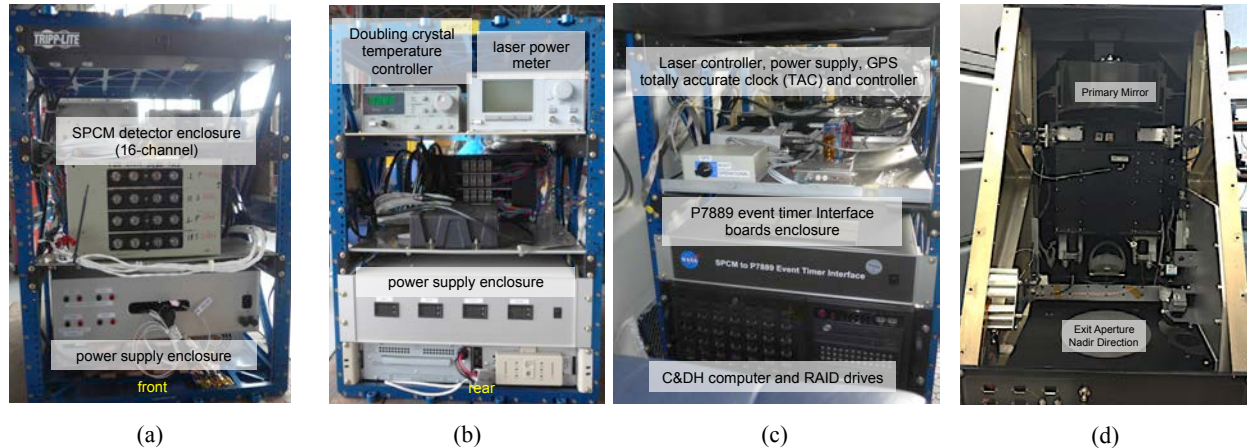 TRIPP·LITE
SPCM detector enclosure
(16-channel)
power supply enclosure
front
Doubling crystal
temperature
controller
laser power
meter
power supply enclosure
rear
Laser controller, power supply, GPS
totally accurate clock (TAC) and controller
P7889 event timer Interface
boards enclosure
NASA
SPCM to P7889 Event Timer Interface
C&DH computer and RAID drives
Primary Mirror
Exit Aperture
Nadir Direction
(a)
(b)
(c)
(d)